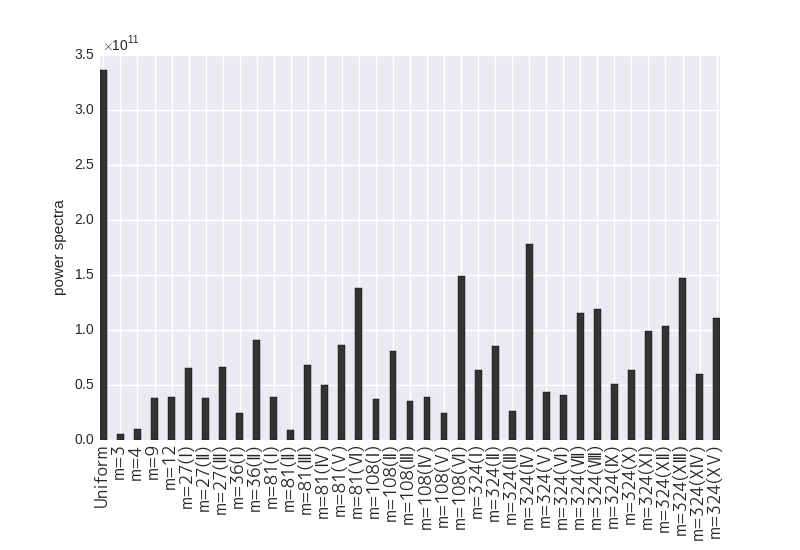 ×10¹¹
3.5
3.0
2.5
2.0
1.5
1.0
0.5
0.0
power spectra
Uniform
m=3
m=4
m=9
m=12
m=27(Ⅰ)
m=27(Ⅱ)
m=27(Ⅲ)
m=36(Ⅰ)
m=36(Ⅱ)
m=81(Ⅰ)
m=81(Ⅱ)
m=81(Ⅲ)
m=81(Ⅳ)
m=81(Ⅴ)
m=81(Ⅵ)
m=108(Ⅰ)
m=108(Ⅱ)
m=108(Ⅲ)
m=108(Ⅳ)
m=108(Ⅴ)
m=108(Ⅵ)
m=324(Ⅰ)
m=324(Ⅱ)
m=324(Ⅲ)
m=324(Ⅳ)
m=324(Ⅴ)
m=324(Ⅵ)
m=324(Ⅶ)
m=324(Ⅷ)
m=324(Ⅸ)
m=324(Ⅹ)
m=324(Ⅺ)
m=324(Ⅻ)
m=324(XⅢ)
m=324(XⅣ)
m=324(XⅤ)